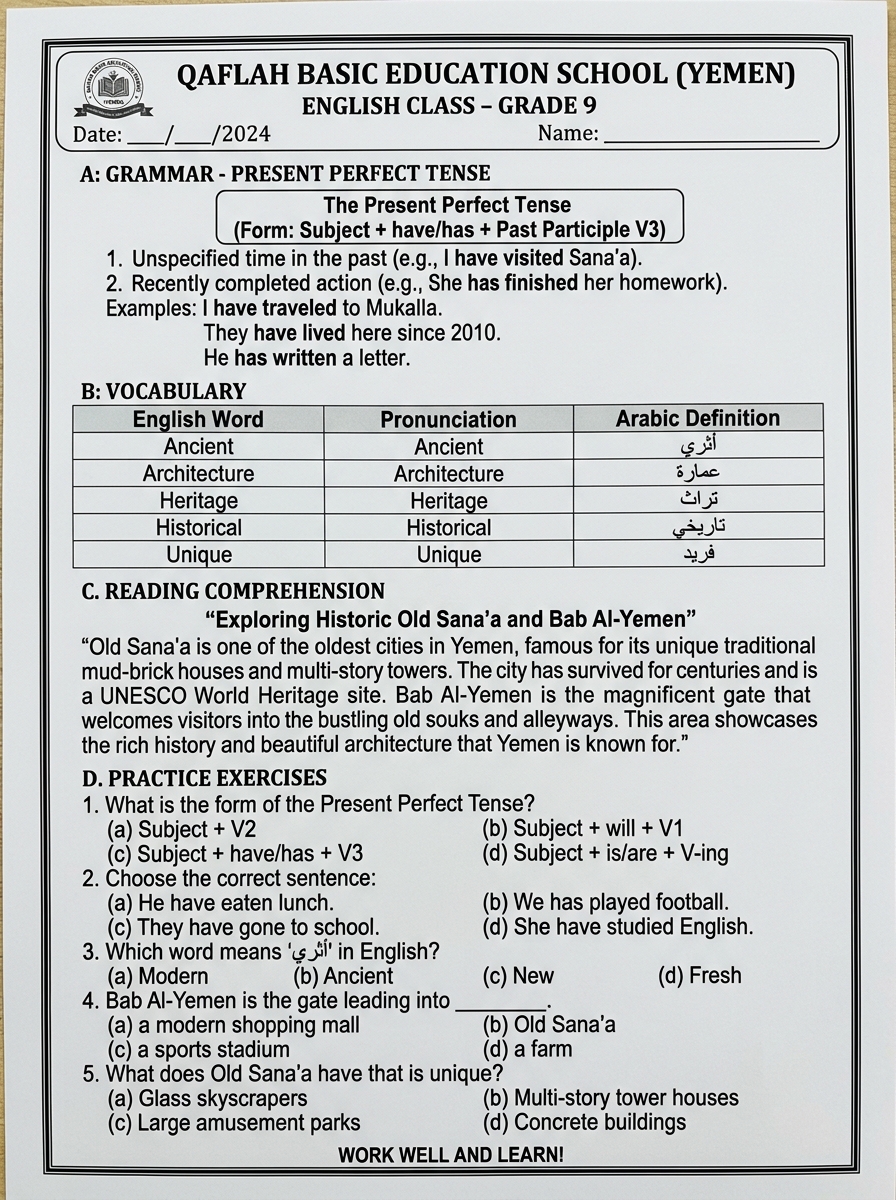 QAFLAH BASIC EDUCATION SCHOOL (YEMEN)
ENGLISH CLASS – GRADE 9
Date: ___/___/2024 Name: ____________________
A: GRAMMAR - PRESENT PERFECT TENSE
The Present Perfect Tense
(Form: Subject + have/has + Past Participle V3)
1. Unspecified time in the past (e.g., I have visited Sana'a).
2. Recently completed action (e.g., She has finished her homework).
Examples: I have traveled to Mukalla.
They have lived here since 2010.
He has written a letter.
B: VOCABULARY
English Word Pronunciation Arabic Definition
Ancient Ancient أثري
Architecture Architecture عمارة
Heritage Heritage تراث
Historical Historical تاريخي
Unique Unique فريد
C. READING COMPREHENSION
“Exploring Historic Old Sana’a and Bab Al-Yemen”
“Old Sana'a is one of the oldest cities in Yemen, famous for its unique traditional
mud-brick houses and multi-story towers. The city has survived for centuries and is
a UNESCO World Heritage site. Bab Al-Yemen is the magnificent gate that
welcomes visitors into the bustling old souks and alleyways. This area showcases
the rich history and beautiful architecture that Yemen is known for.”
D. PRACTICE EXERCISES
1. What is the form of the Present Perfect Tense?
(a) Subject + V2 (b) Subject + will + V1
(c) Subject + have/has + V3 (d) Subject + is/are + V-ing
2. Choose the correct sentence:
(a) He have eaten lunch. (b) We has played football.
(c) They have gone to school. (d) She have studied English.
3. Which word means 'أثري' in English?
(a) Modern (b) Ancient (c) New (d) Fresh
4. Bab Al-Yemen is the gate leading into ________.
(a) a modern shopping mall (b) Old Sana’a
(c) a sports stadium (d) a farm
5. What does Old Sana’a have that is unique?
(a) Glass skyscrapers (b) Multi-story tower houses
(c) Large amusement parks (d) Concrete buildings
WORK WELL AND LEARN!